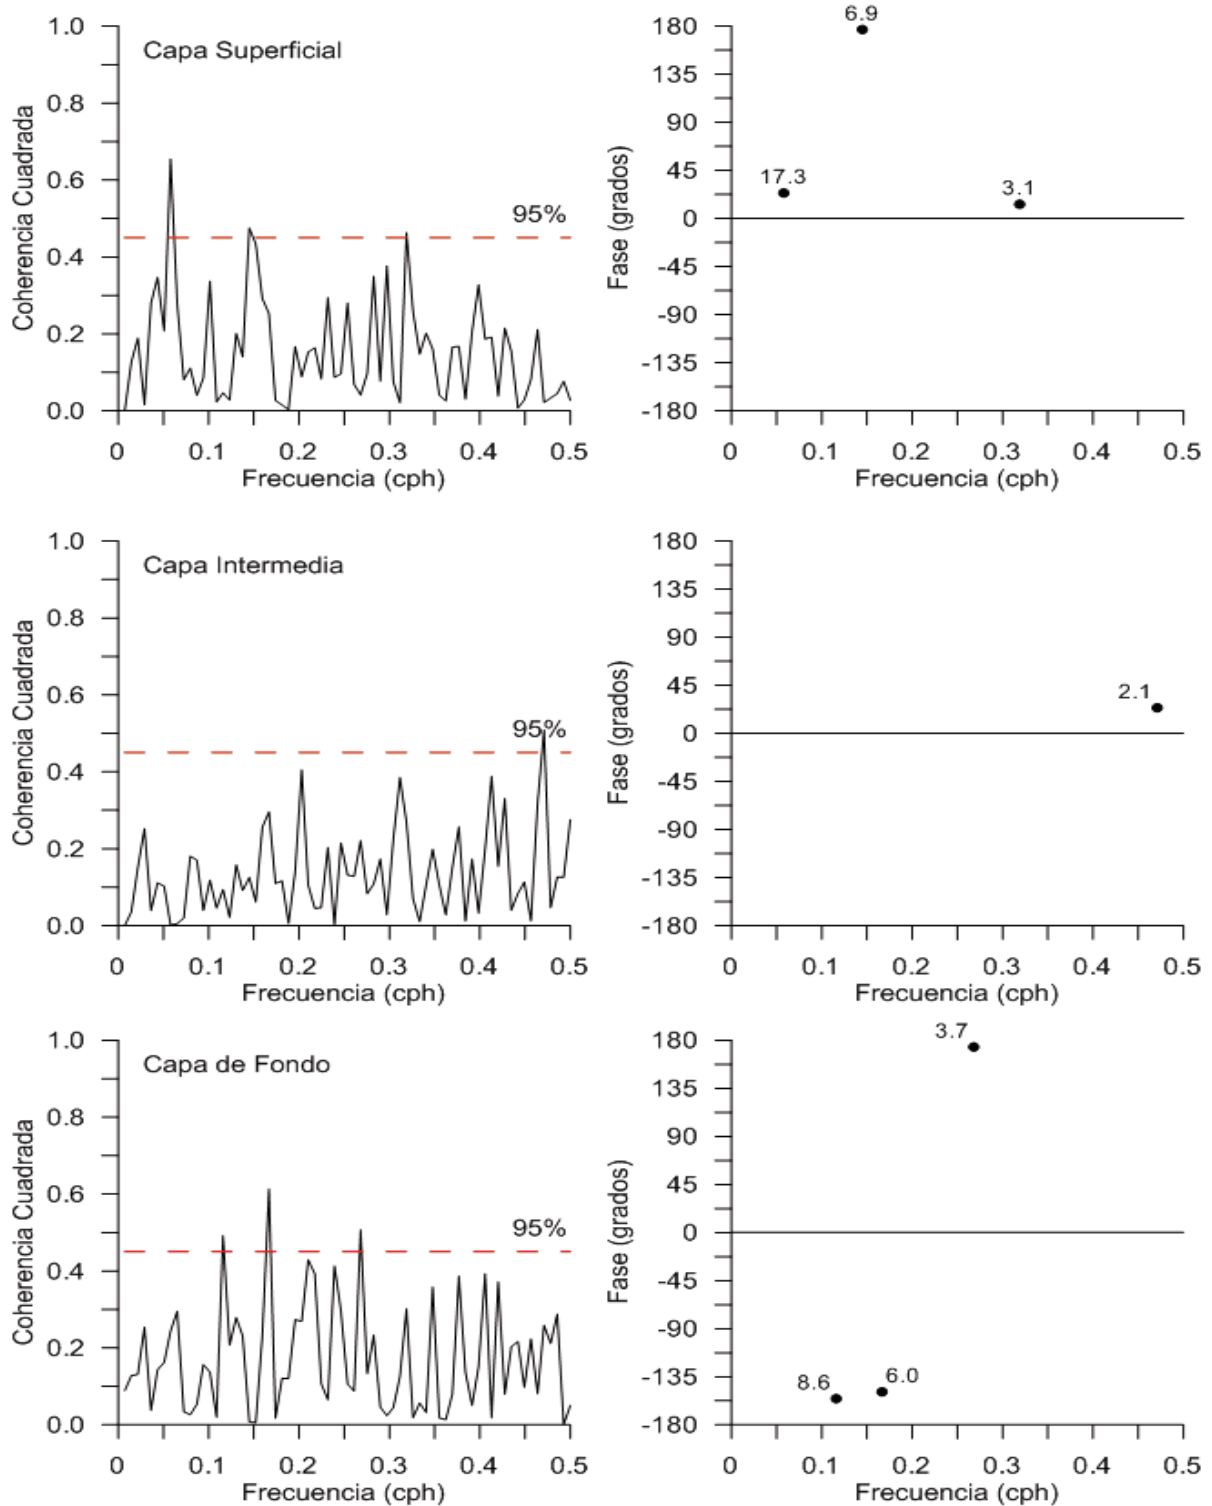 Capa Superficial
Coherencia Cuadrada
1.0
0.8
0.6
0.4
0.2
0.0
95%
0 0.1 0.2 0.3 0.4 0.5
Frecuencia (cph)
Fase (grados)
180
135
90
45
0
-45
-90
-135
-180
6.9
17.3
3.1
0 0.1 0.2 0.3 0.4 0.5
Frecuencia (cph)
Capa Intermedia
Coherencia Cuadrada
1.0
0.8
0.6
0.4
0.2
0.0
95%
0 0.1 0.2 0.3 0.4 0.5
Frecuencia (cph)
Fase (grados)
180
135
90
45
0
-45
-90
-135
-180
2.1
0 0.1 0.2 0.3 0.4 0.5
Frecuencia (cph)
Capa de Fondo
Coherencia Cuadrada
1.0
0.8
0.6
0.4
0.2
0.0
95%
0 0.1 0.2 0.3 0.4 0.5
Frecuencia (cph)
Fase (grados)
180
135
90
45
0
-45
-90
-135
-180
3.7
8.6
6.0
0 0.1 0.2 0.3 0.4 0.5
Frecuencia (cph)